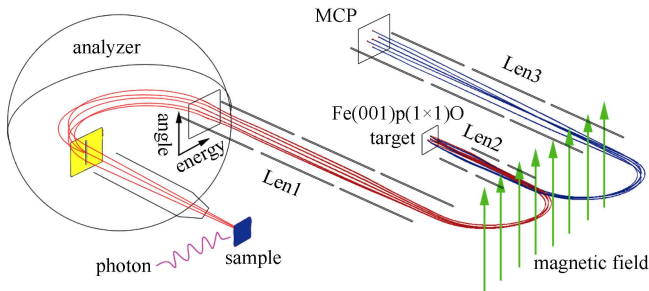 MCP
analyzer
Len3
Fe(001)p(1×1)O
target
Len2
angle
energy
Len1
photon
sample
magnetic field